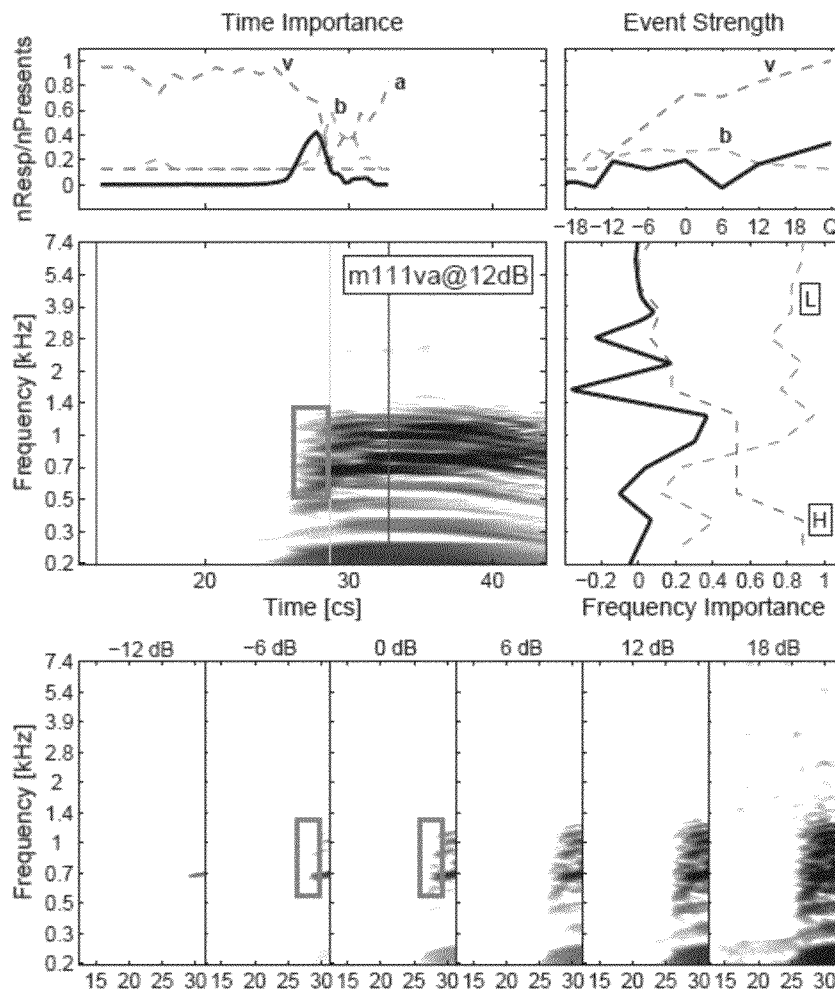 Time Importance
Event Strength
nResp/nPresents
1
0.8
0.6
0.4
0.2
0
v
b
a
v
b
−18 −12 −6 0 6 12 18 Q
Frequency [kHz]
7.4
5.4
3.9
2.8
2
1.4
1
0.7
0.5
0.3
0.2
m111va@12dB
L
H
20 30 40
−0.2 0 0.2 0.4 0.6 0.8 1
Time [cs]
Frequency Importance
−12 dB −6 dB 0 dB 6 dB 12 dB 18 dB
Frequency [kHz]
7.4
5.4
3.9
2.8
2
1.4
1
0.7
0.5
0.3
0.2
15 20 25 30 15 20 25 30 15 20 25 30 15 20 25 30 15 20 25 30 15 20 25 30